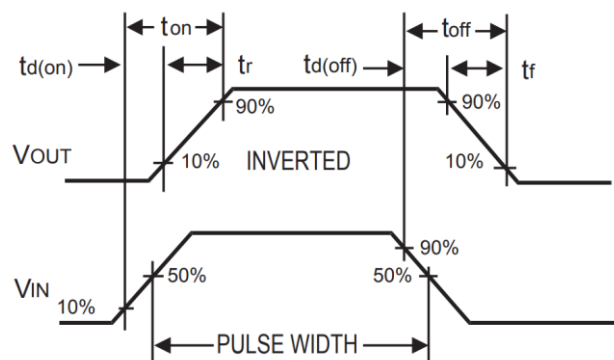 ton toff
td(on) tr td(off) tf
90% 90%
VOUT 10% INVERTED 10%
90%
VIN 50% 50%
10%
PULSE WIDTH